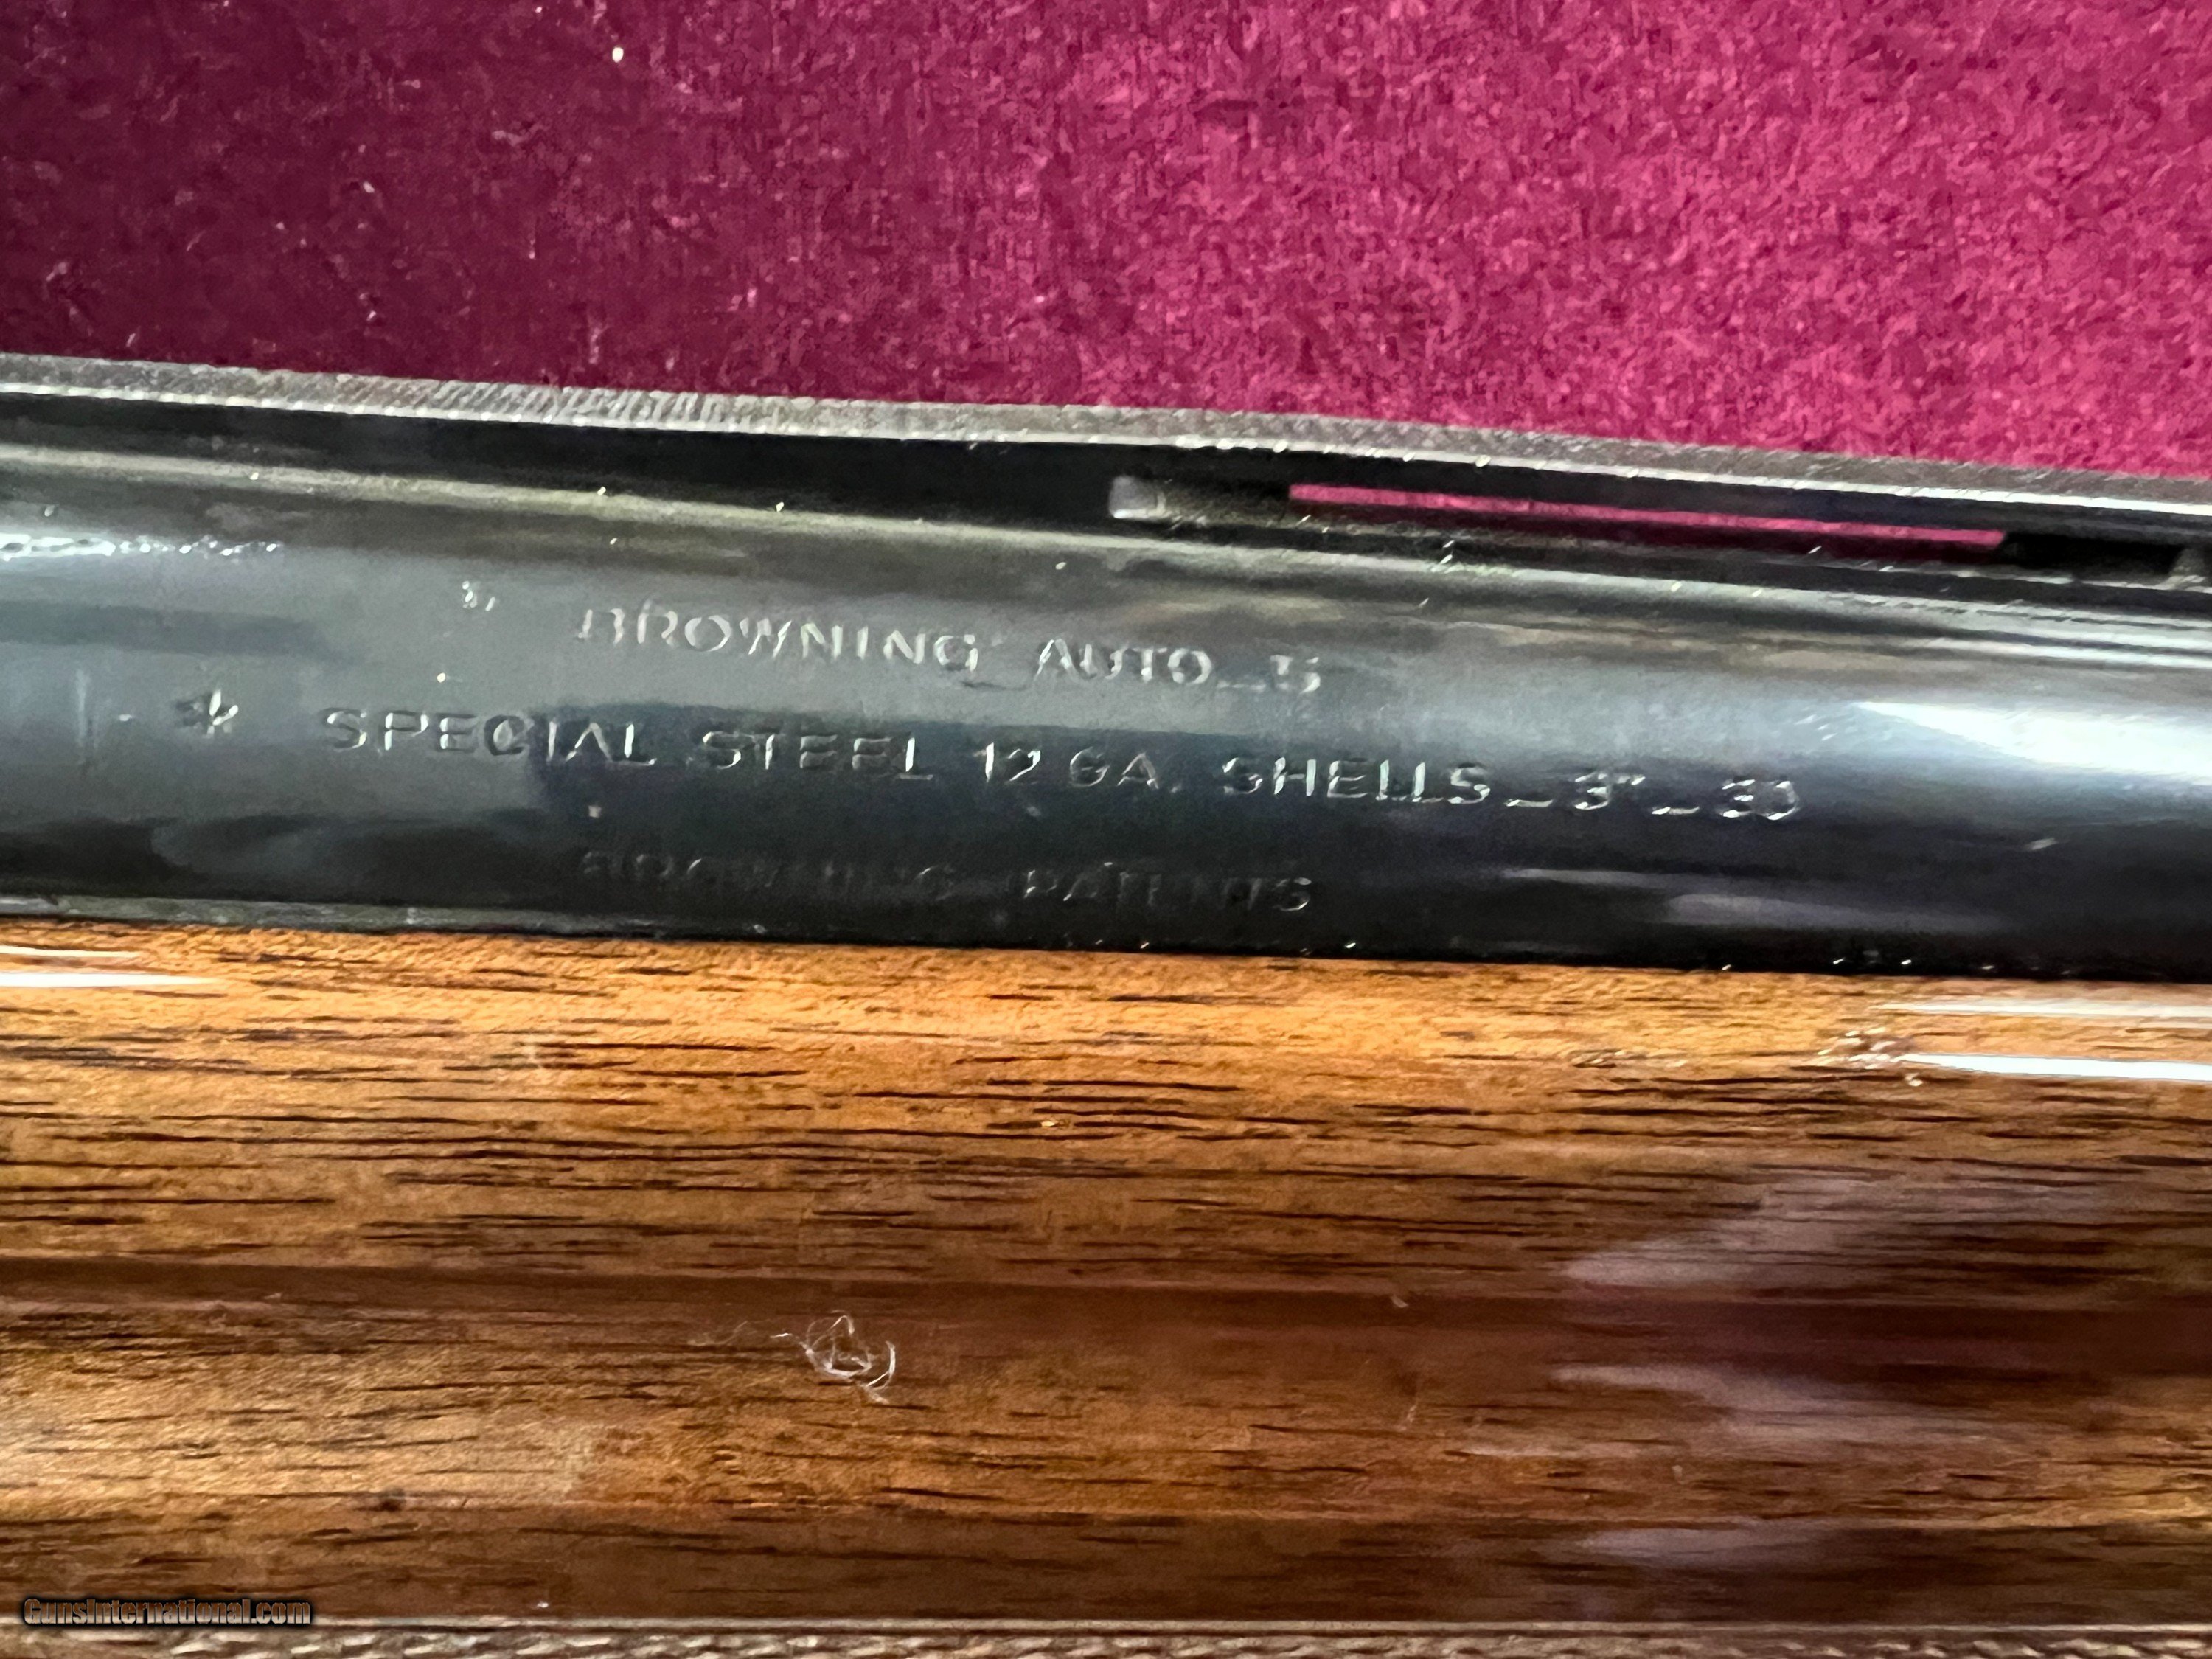 BROWNING AUTO_5
* SPECIAL STEEL 12 GA. SHELLS_3"_30
BROWNING PATENTS
GunsInternational.com